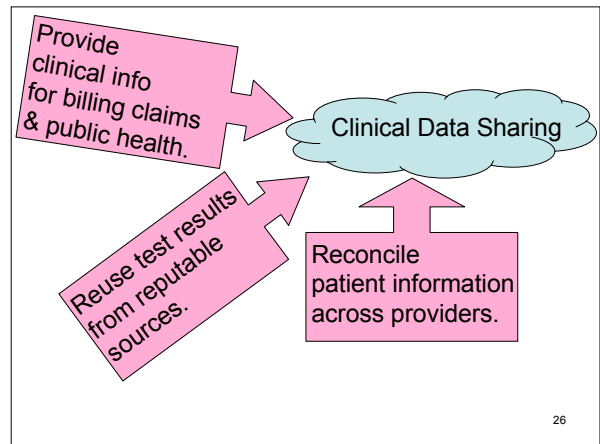 Provide
clinical info
for billing claims
& public health.
Clinical Data Sharing
Reuse test results
from reputable
sources.
Reconcile
patient information
across providers.
26